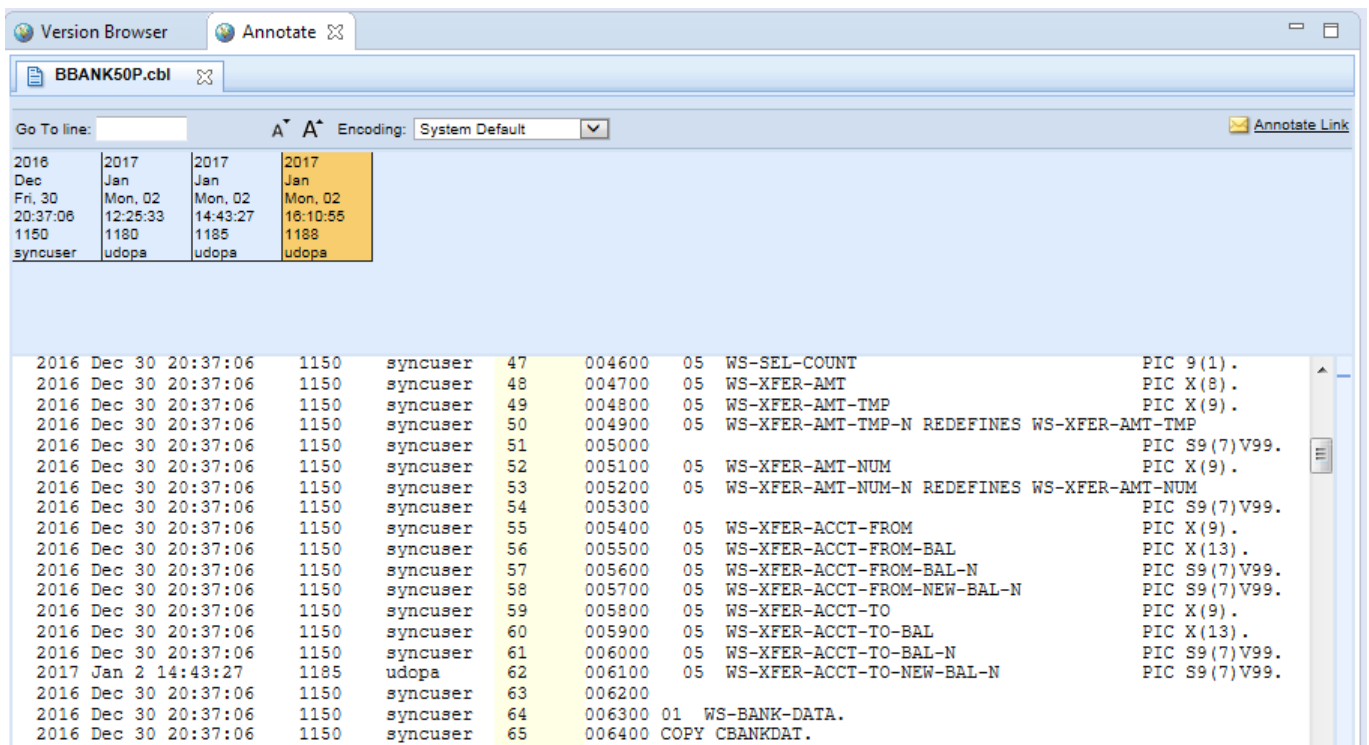 Version Browser Annotate
BBANK50P.cbl
Go To line: A A Encoding: System Default Annotate Link
2016 2017 2017 2017
Dec Jan Jan Jan
Fri, 30 Mon, 02 Mon, 02 Mon, 02
20:37:06 12:25:33 14:43:27 16:10:55
1150 1180 1185 1188
syncuser udopa udopa udopa
2016 Dec 30 20:37:06 1150 syncuser 47 004600 05 WS-SEL-COUNT PIC 9(1).
2016 Dec 30 20:37:06 1150 syncuser 48 004700 05 WS-XFER-AMT PIC X(8).
2016 Dec 30 20:37:06 1150 syncuser 49 004800 05 WS-XFER-AMT-TMP PIC X(9).
2016 Dec 30 20:37:06 1150 syncuser 50 004900 05 WS-XFER-AMT-TMP-N REDEFINES WS-XFER-AMT-TMP
2016 Dec 30 20:37:06 1150 syncuser 51 005000 PIC S9(7)V99.
2016 Dec 30 20:37:06 1150 syncuser 52 005100 05 WS-XFER-AMT-NUM PIC X(9).
2016 Dec 30 20:37:06 1150 syncuser 53 005200 05 WS-XFER-AMT-NUM-N REDEFINES WS-XFER-AMT-NUM
2016 Dec 30 20:37:06 1150 syncuser 54 005300 PIC S9(7)V99.
2016 Dec 30 20:37:06 1150 syncuser 55 005400 05 WS-XFER-ACCT-FROM PIC X(9).
2016 Dec 30 20:37:06 1150 syncuser 56 005500 05 WS-XFER-ACCT-FROM-BAL PIC X(13).
2016 Dec 30 20:37:06 1150 syncuser 57 005600 05 WS-XFER-ACCT-FROM-BAL-N PIC S9(7)V99.
2016 Dec 30 20:37:06 1150 syncuser 58 005700 05 WS-XFER-ACCT-FROM-NEW-BAL-N PIC S9(7)V99.
2016 Dec 30 20:37:06 1150 syncuser 59 005800 05 WS-XFER-ACCT-TO PIC X(9).
2016 Dec 30 20:37:06 1150 syncuser 60 005900 05 WS-XFER-ACCT-TO-BAL PIC X(13).
2016 Dec 30 20:37:06 1150 syncuser 61 006000 05 WS-XFER-ACCT-TO-BAL-N PIC S9(7)V99.
2017 Jan 2 14:43:27 1185 udopa 62 006100 05 WS-XFER-ACCT-TO-NEW-BAL-N PIC S9(7)V99.
2016 Dec 30 20:37:06 1150 syncuser 63 006200
2016 Dec 30 20:37:06 1150 syncuser 64 006300 01 WS-BANK-DATA.
2016 Dec 30 20:37:06 1150 syncuser 65 006400 COPY CBANKDAT.